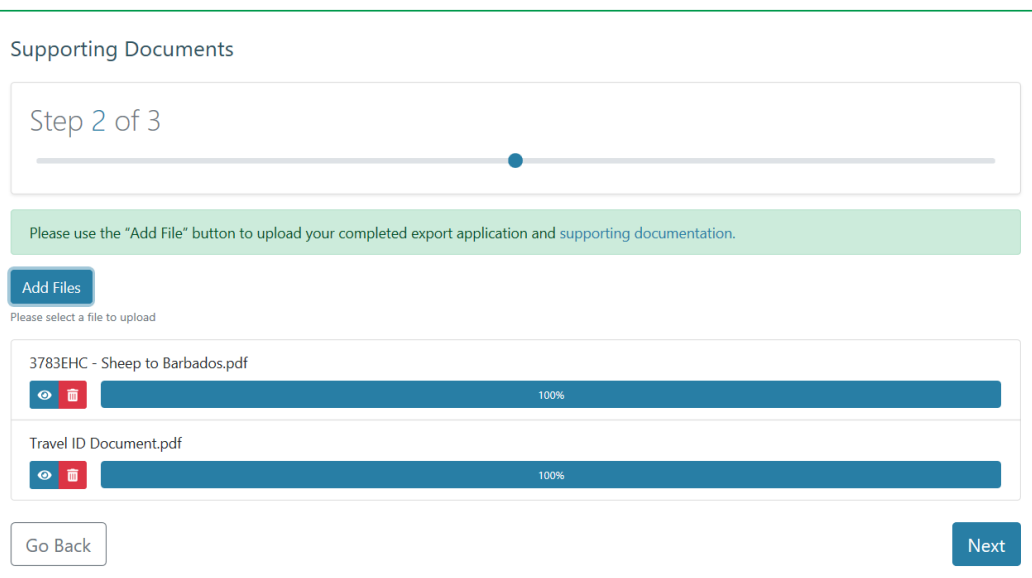 Supporting Documents
Step 2 of 3
Please use the “Add File” button to upload your completed export application and supporting documentation.
Add Files
Please select a file to upload
3783EHC - Sheep to Barbados.pdf
100%
Travel ID Document.pdf
100%
Go Back
Next